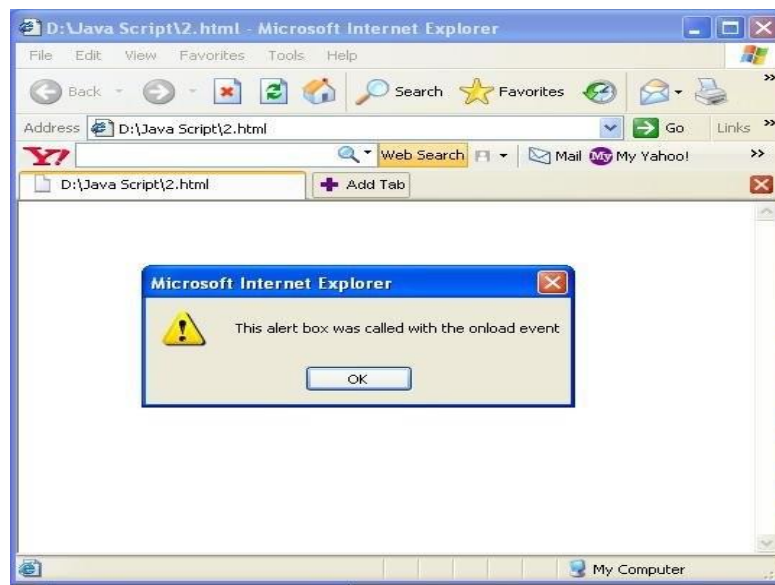 D:\Java Script\2.html - Microsoft Internet Explorer
File Edit View Favorites Tools Help
Back Search Favorites
Address D:\Java Script\2.html Go Links
Y! Web Search Mail My My Yahoo!
D:\Java Script\2.html Add Tab
Microsoft Internet Explorer
This alert box was called with the onload event
OK
My Computer